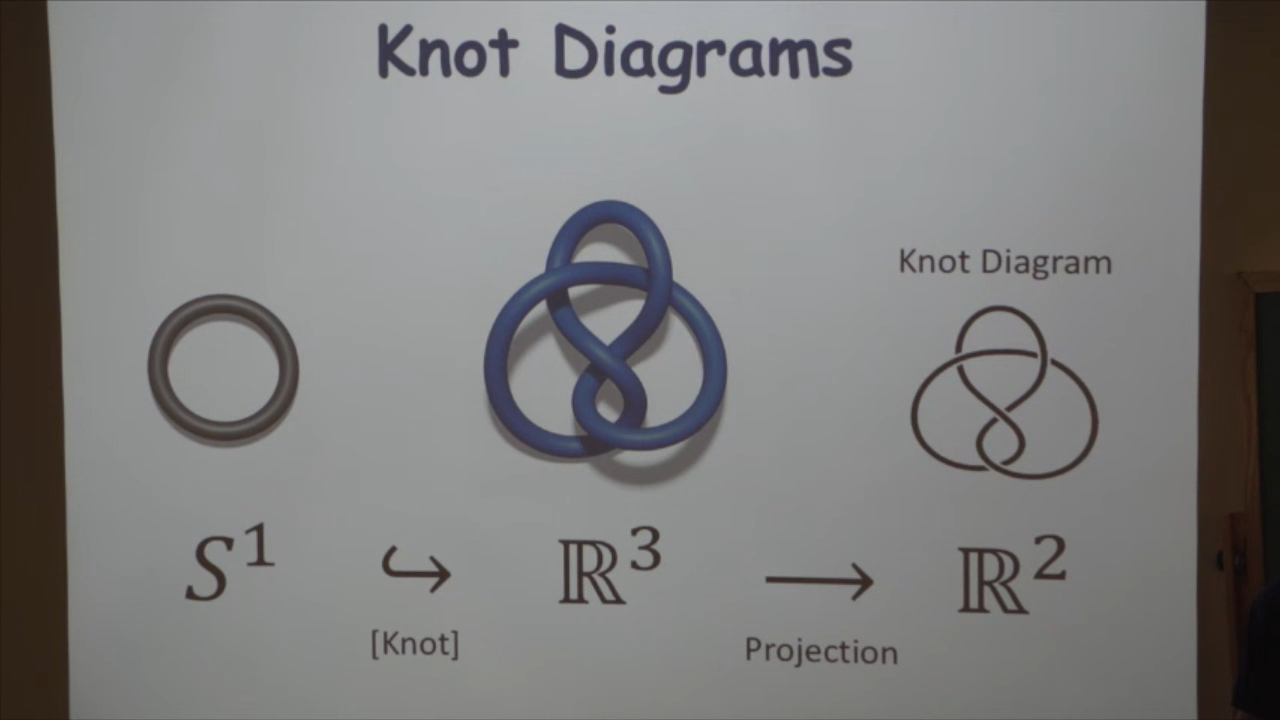 Knot Diagrams
Knot Diagram
S¹ ↪ ℝ³ → ℝ²
[Knot] Projection